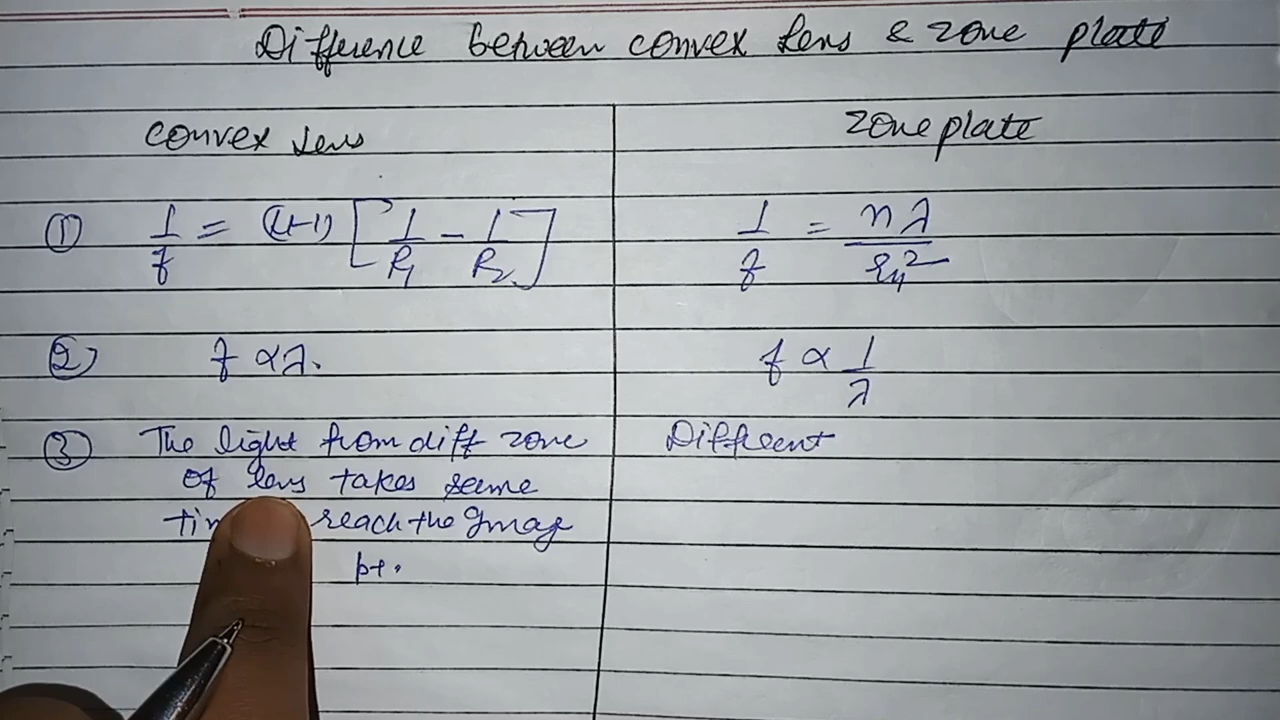 Difference between convex lens & zone plate
convex lens
zone plate
① 1/f = (μ-1) [1/R₁ - 1/R₂]
1/f = nλ/rₙ²
② f ∝ λ.
f ∝ 1/λ
③ The light from diff zone
of lens takes same
reach the Image
pt.
Different